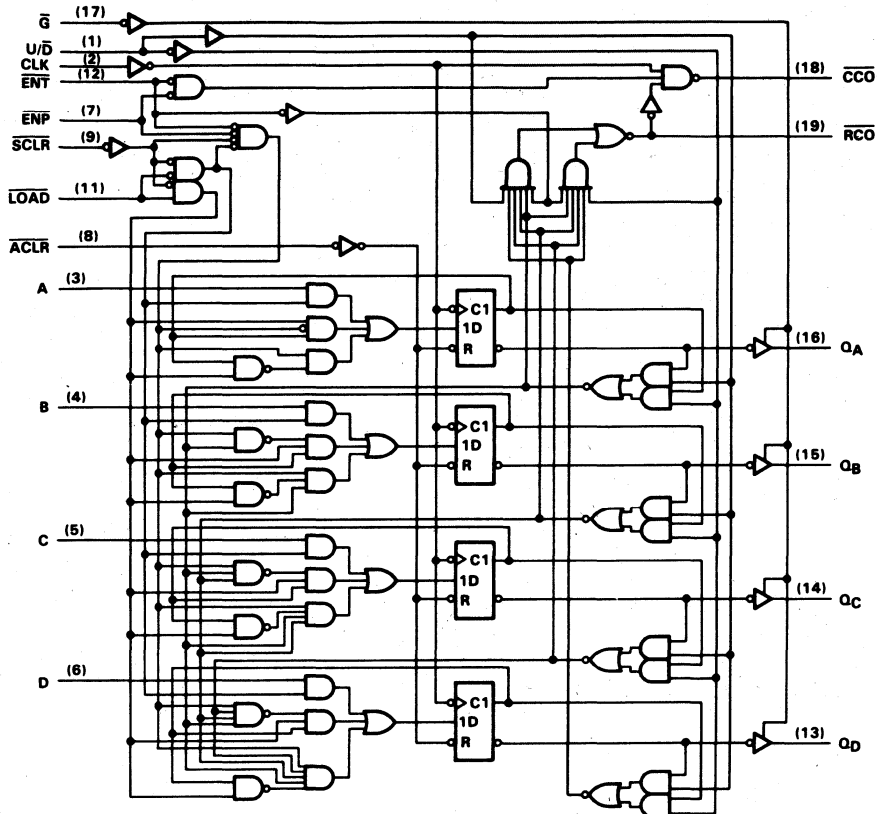 G̅ (17)
U/D̅ (1)
CLK (2)
E̅N̅T̅ (12)
E̅N̅P̅ (7)
S̅C̅L̅R̅ (9)
L̅O̅A̅D̅ (11)
A̅C̅L̅R̅ (8)
(18) C̅C̅O̅
(19) R̅C̅O̅
A (3)
C1
1D
R
(16) QA
B (4)
C1
1D
R
(15) QB
C (5)
C1
1D
R
(14) QC
D (6)
C1
1D
R
(13) QD